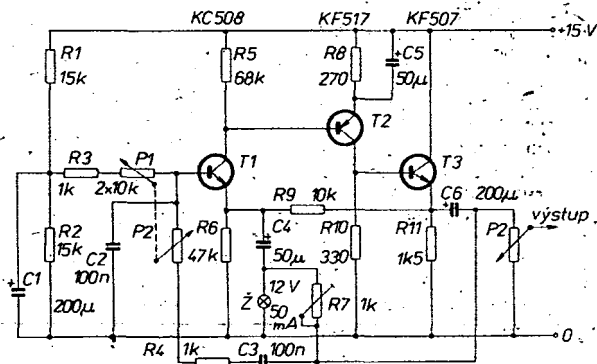 KC508 KF517 KF507
+15 V
R1
15k
R5
68k
R8
270
C5
50μ
T2
R3
1k
P1
2x10k
T1
T3
R9 10k
C6 200μ
výstup
R2
15k
C1
200μ
C2
100n
P2
R6
47k
C4
50μ
R10
330
R11
1k5
P2
Ž
12 V
50
mA
R7 1k
0
R4 1k
C3 100n